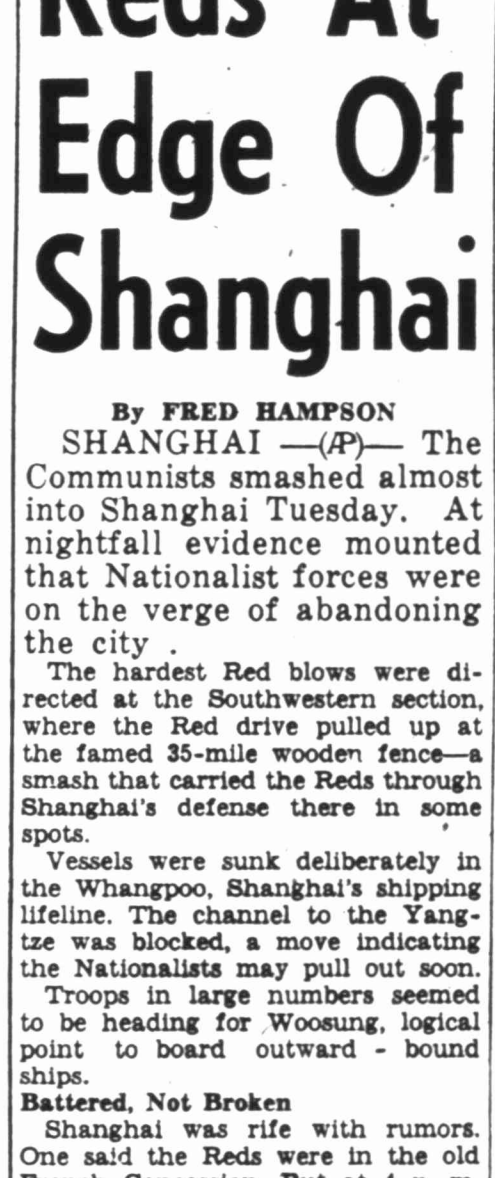 Reds At
Edge Of
Shanghai
By FRED HAMPSON
SHANGHAI —(AP)— The
Communists smashed almost
into Shanghai Tuesday. At
nightfall evidence mounted
that Nationalist forces were
on the verge of abandoning
the city .
The hardest Red blows were di-
rected at the Southwestern section,
where the Red drive pulled up at
the famed 35-mile wooden fence—a
smash that carried the Reds through
Shanghai's defense there in some
spots.
Vessels were sunk deliberately in
the Whangpoo, Shanghai's shipping
lifeline. The channel to the Yang-
tze was blocked, a move indicating
the Nationalists may pull out soon.
Troops in large numbers seemed
to be heading for Woosung, logical
point to board outward - bound
ships.
Battered, Not Broken
Shanghai was rife with rumors.
One said the Reds were in the old